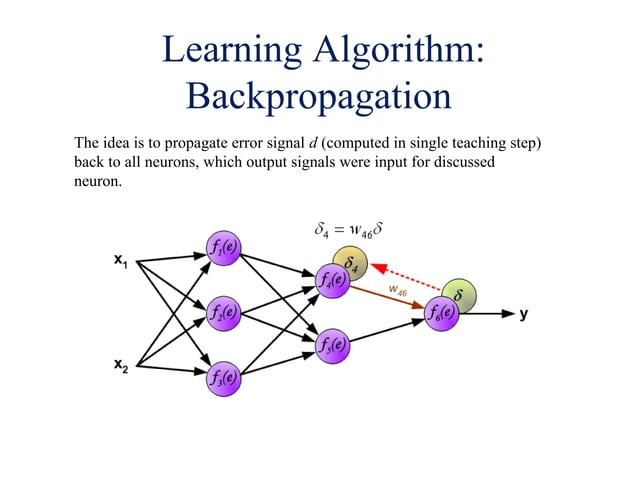 Learning Algorithm:
Backpropagation
The idea is to propagate error signal d (computed in single teaching step)
back to all neurons, which output signals were input for discussed
neuron.
δ₄ = w₄₆δ
x₁
x₂
f₁(e)
f₂(e)
f₃(e)
δ₄
f₄(e)
f₅(e)
w₄₆
δ
f₆(e)
y